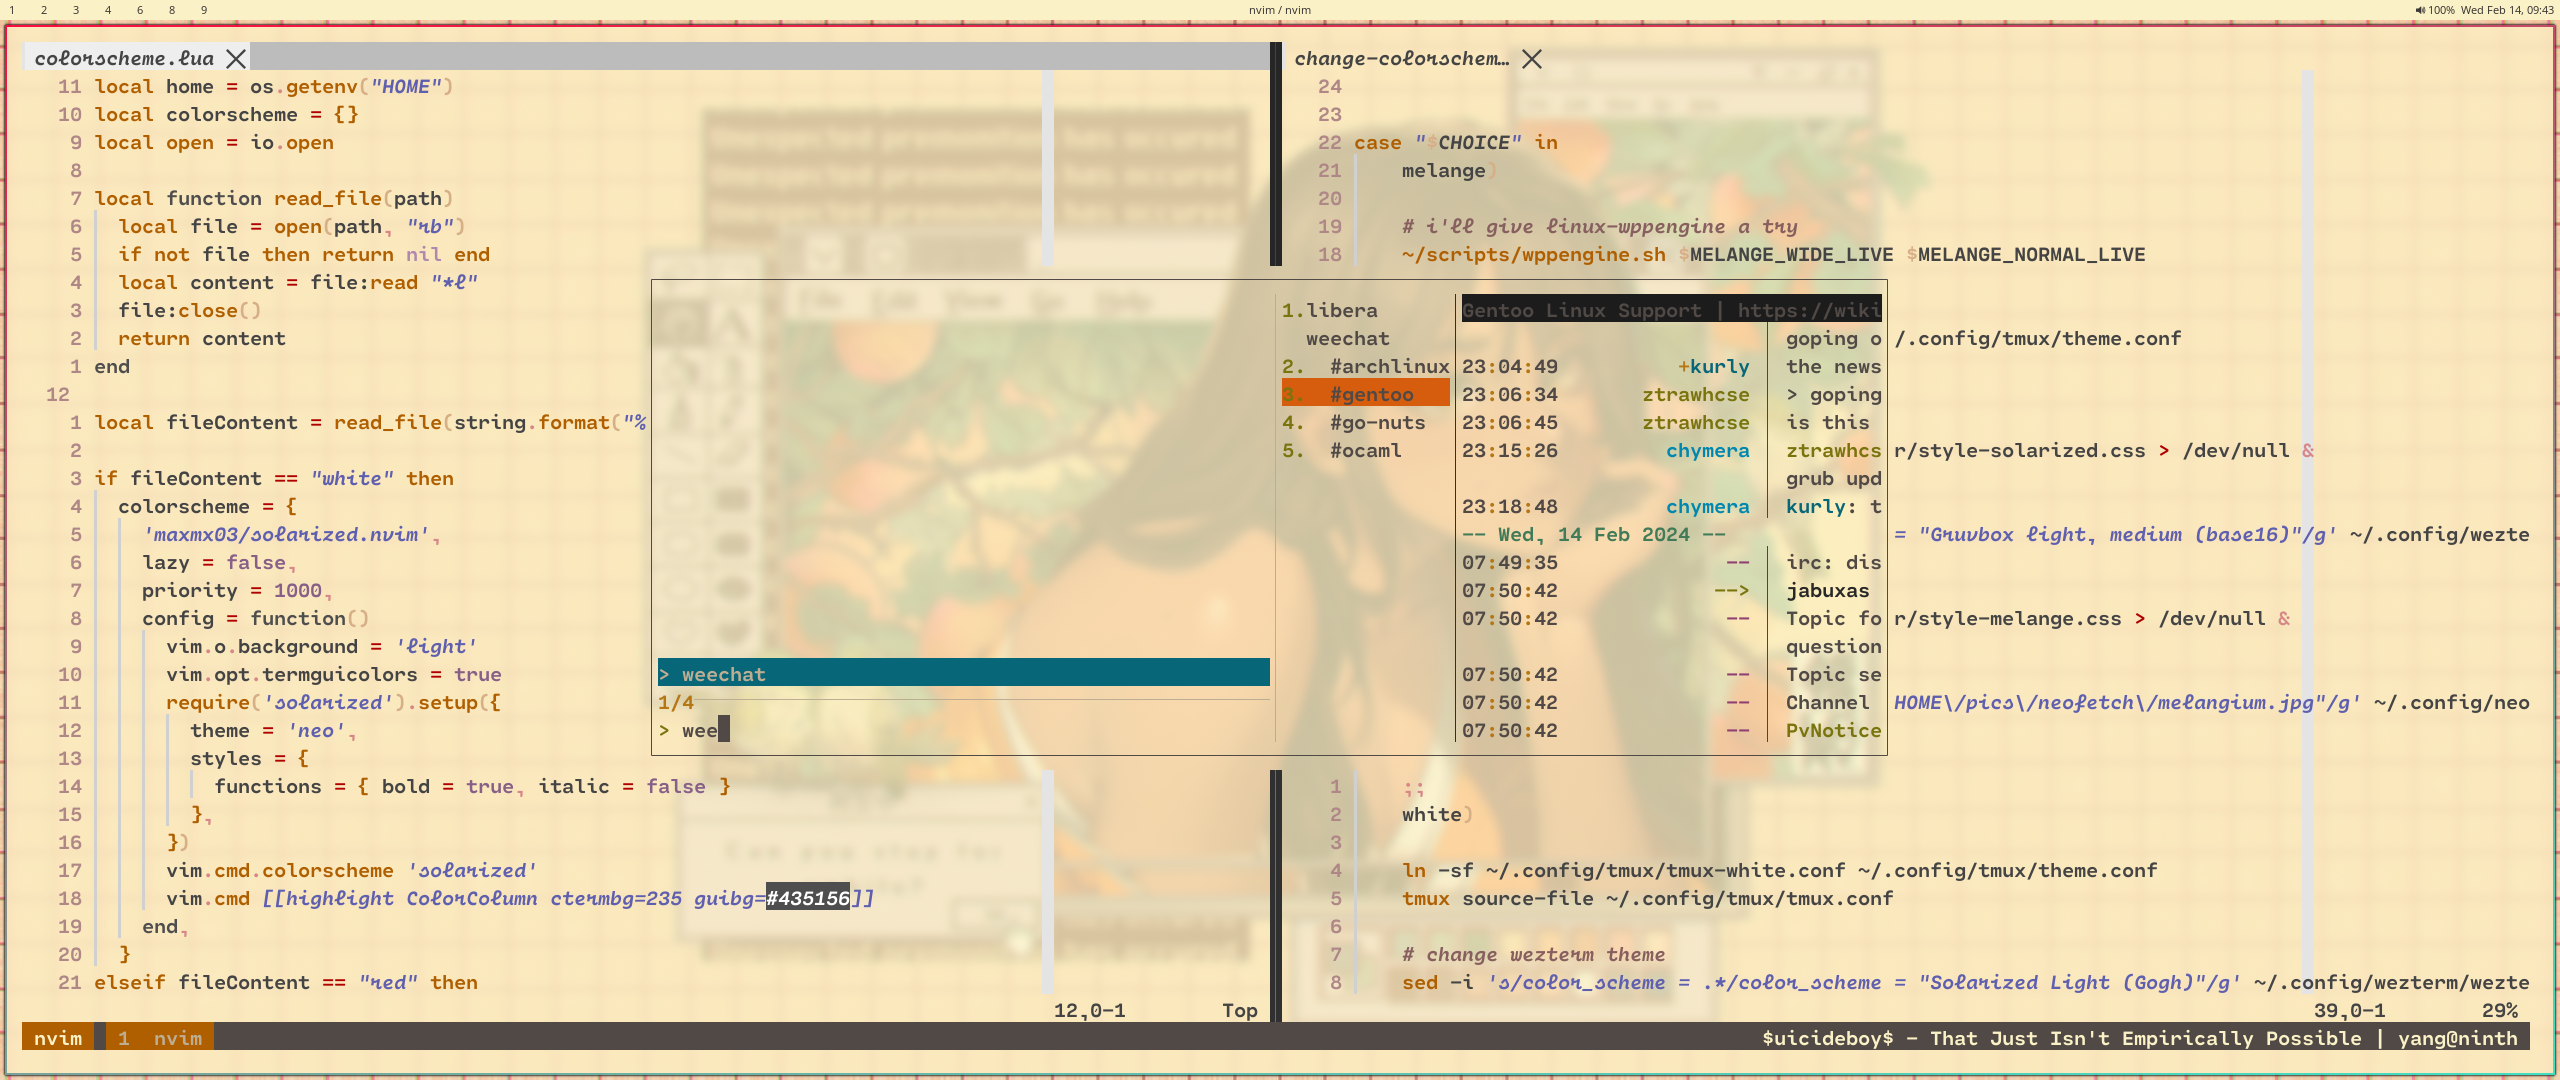 1 2 3 4 6 8 9
nvim / nvim
100% Wed Feb 14, 09:43
colorscheme.lua
11 local home = os.getenv("HOME")
10 local colorscheme = {}
9 local open = io.open
8
7 local function read_file(path)
6 local file = open(path, "rb")
5 if not file then return nil end
4 local content = file:read "*l"
3 file:close()
2 return content
1 end
12
1 local fileContent = read_file(string.format("%
2
3 if fileContent == "white" then
4 colorscheme = {
5 'maxmx03/solarized.nvim',
6 lazy = false,
7 priority = 1000,
8 config = function()
9 vim.o.background = 'light'
10 vim.opt.termguicolors = true
11 require('solarized').setup({
12 theme = 'neo',
13 styles = {
14 functions = { bold = true, italic = false }
15 },
16 })
17 vim.cmd.colorscheme 'solarized'
18 vim.cmd [[highlight ColorColumn ctermbg=235 guibg=#435156]]
19 end,
20 }
21 elseif fileContent == "red" then
12,0-1 Top
change-colorschem…
24
23
22 case "$CHOICE" in
21 melange)
20
19 # i'll give linux-wppengine a try
18 ~/scripts/wppengine.sh $MELANGE_WIDE_LIVE $MELANGE_NORMAL_LIVE
/.config/tmux/theme.conf
r/style-solarized.css > /dev/null &
= "Gruvbox light, medium (base16)"/g' ~/.config/wezte
r/style-melange.css > /dev/null &
HOME\/pics\/neofetch\/melangium.jpg"/g' ~/.config/neo
1 ;;
2 white)
3
4 ln -sf ~/.config/tmux/tmux-white.conf ~/.config/tmux/theme.conf
5 tmux source-file ~/.config/tmux/tmux.conf
6
7 # change wezterm theme
8 sed -i 's/color_scheme = .*/color_scheme = "Solarized Light (Gogh)"/g' ~/.config/wezterm/wezte
39,0-1 29%
> weechat
1/4
> wee
1.libera
weechat
2. #archlinux
3. #gentoo
4. #go-nuts
5. #ocaml
Gentoo Linux Support | https://wiki
goping o
23:04:49 +kurly the news
23:06:34 ztrawhcse > goping
23:06:45 ztrawhcse is this
23:15:26 chymera ztrawhcs
grub upd
23:18:48 chymera kurly: t
-- Wed, 14 Feb 2024 --
07:49:35 -- irc: dis
07:50:42 --> jabuxas
07:50:42 -- Topic fo
question
07:50:42 -- Topic se
07:50:42 -- Channel
07:50:42 -- PvNotice
nvim 1 nvim
$uicideboy$ - That Just Isn't Empirically Possible | yang@ninth